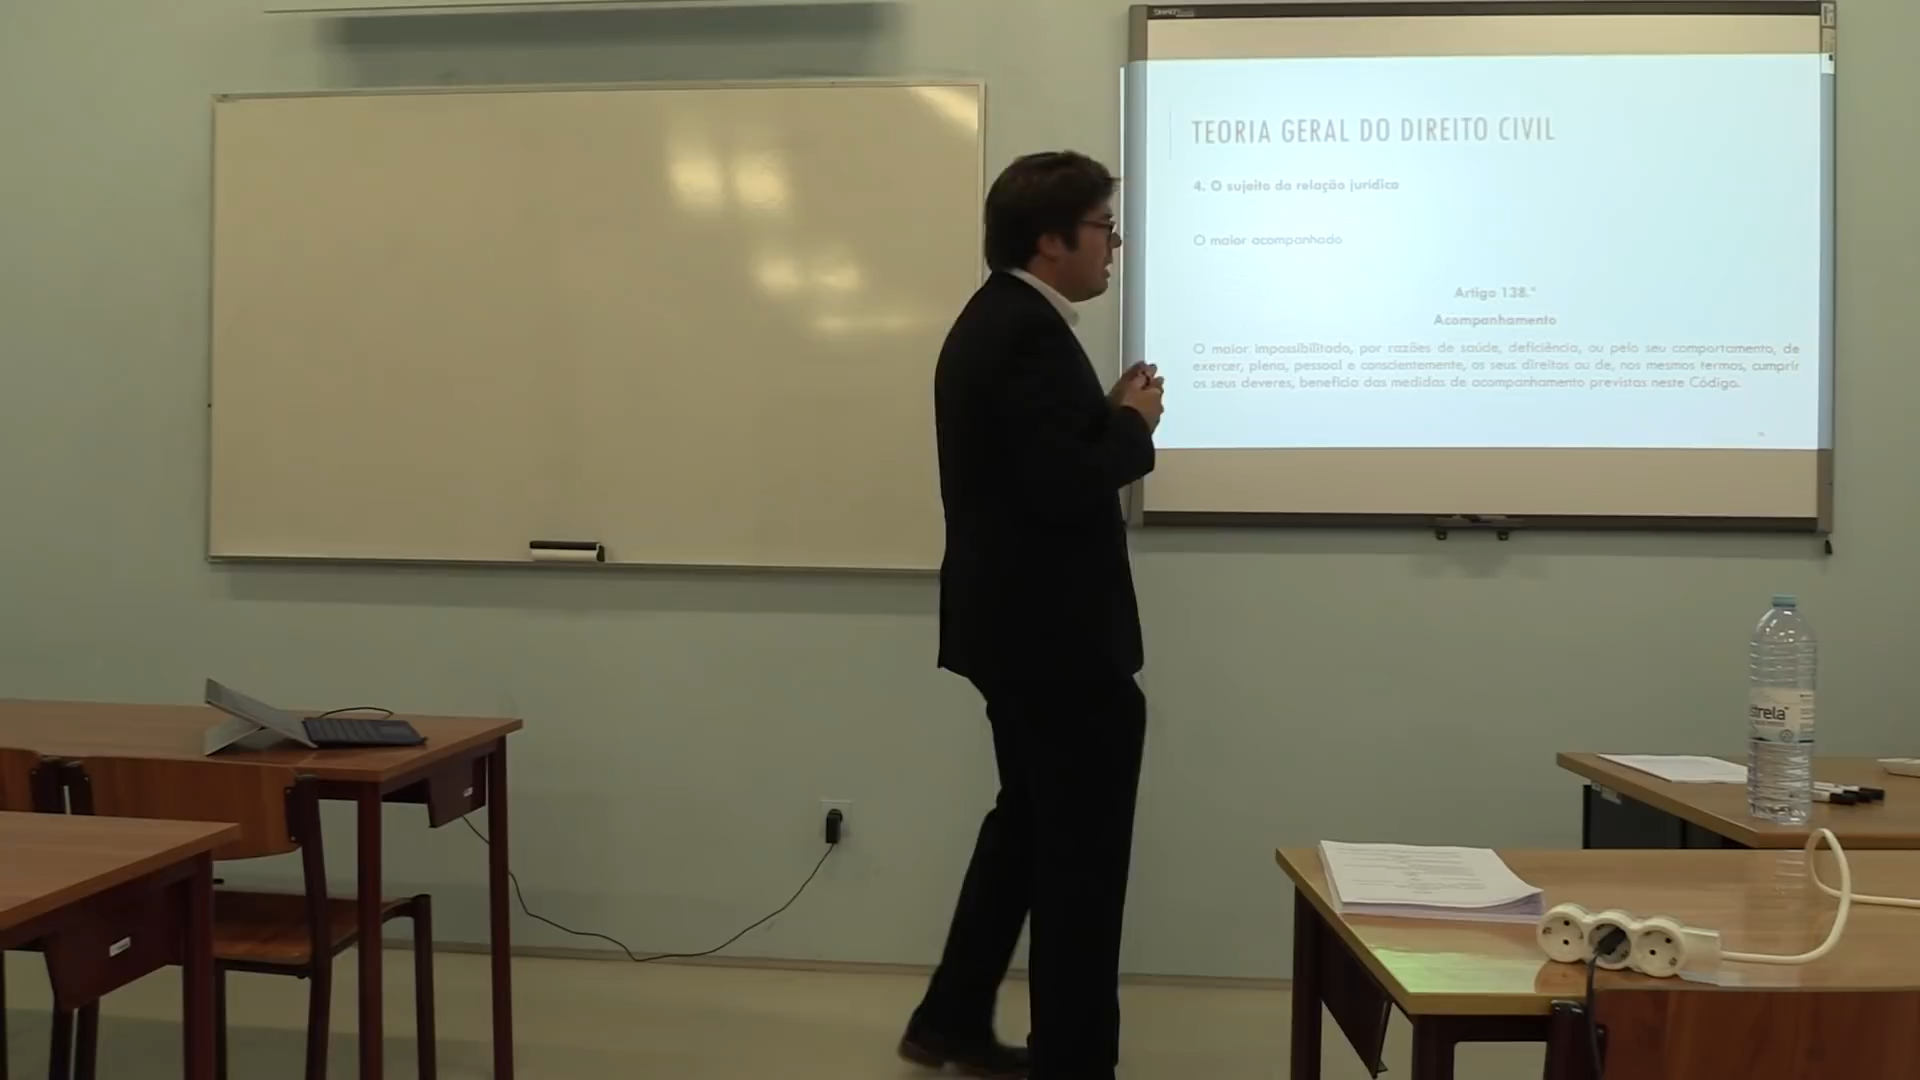 TEORIA GERAL DO DIREITO CIVIL
4. O sujeito da relação jurídica
O maior acompanhado
Artigo 138.º
Acompanhamento
O maior impossibilitado, por razões de saúde, deficiência, ou pelo seu comportamento, de
exercer, plena, pessoal e conscientemente, os seus direitos ou de, nos mesmos termos, cumprir
os seus deveres, beneficia das medidas de acompanhamento previstas neste Código.
strela